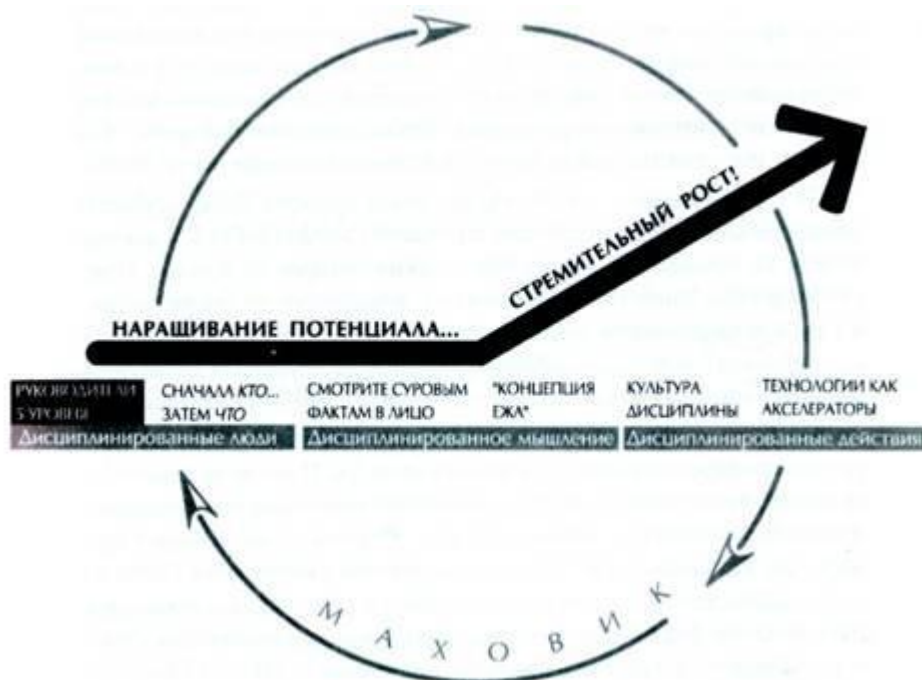 СТРЕМИТЕЛЬНЫЙ РОСТ!
НАРАЩИВАНИЕ ПОТЕНЦИАЛА...
РУКОВОДИТЕЛИ
5 УРОВНЯ
СНАЧАЛА КТО...
ЗАТЕМ ЧТО
СМОТРИТЕ СУРОВЫМ
ФАКТАМ В ЛИЦО
"КОНЦЕПЦИЯ
ЕЖА"
КУЛЬТУРА
ДИСЦИПЛИНЫ
ТЕХНОЛОГИИ КАК
АКСЕЛЕРАТОРЫ
Дисциплинированные люди
Дисциплинированное мышление
Дисциплинированные действия
МАХОВИК